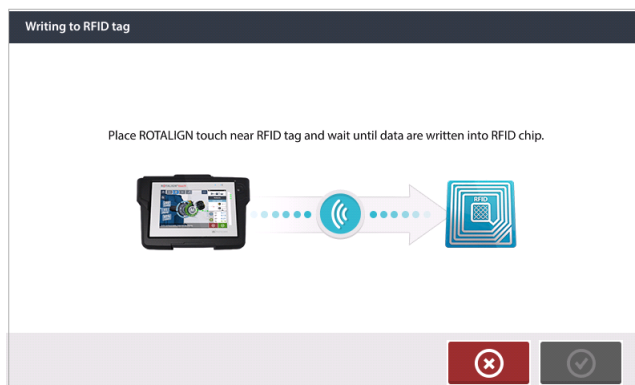 Writing to RFID tag
Place ROTALIGN touch near RFID tag and wait until data are written into RFID chip.
RFID